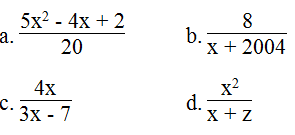 a. (5x² - 4x + 2)/20    b. 8/(x + 2004)
c. 4x/(3x - 7)    d. x²/(x + z)